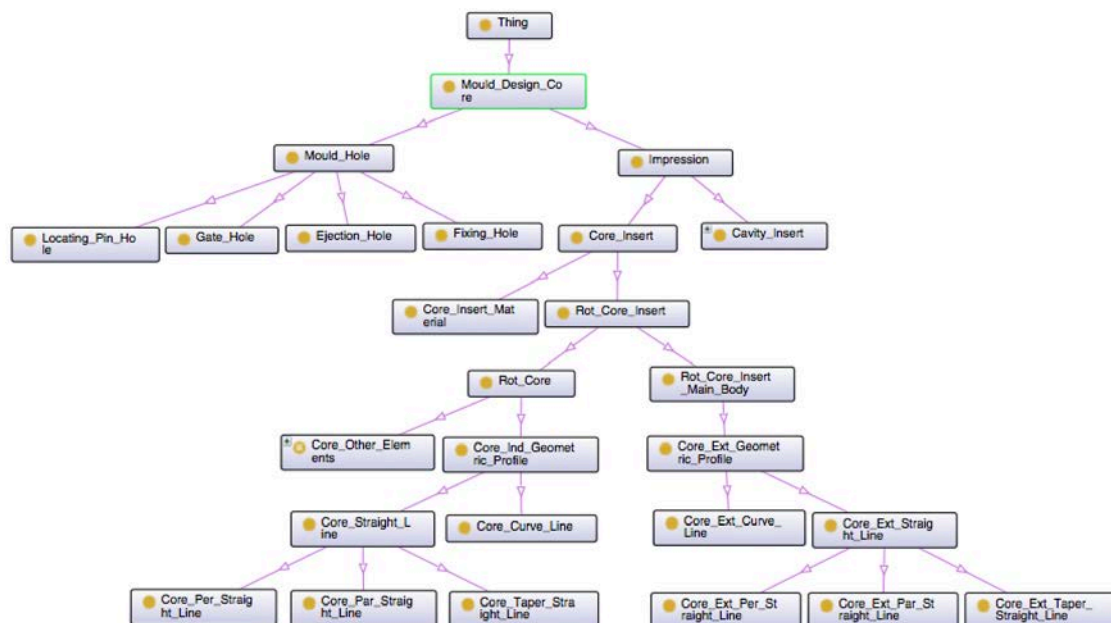 Thing
Mould_Design_Co
re
Mould_Hole
Impression
Locating_Pin_Ho
le
Gate_Hole
Ejection_Hole
Fixing_Hole
Core_Insert
Cavity_Insert
Core_Insert_Mat
erial
Rot_Core_Insert
Rot_Core
Rot_Core_Insert
_Main_Body
Core_Other_Elem
ents
Core_Ind_Geomet
ric_Profile
Core_Ext_Geomet
ric_Profile
Core_Straight_L
ine
Core_Curve_Line
Core_Ext_Curve_
Line
Core_Ext_Straig
ht_Line
Core_Per_Straig
ht_Line
Core_Par_Straig
ht_Line
Core_Taper_Stra
ight_Line
Core_Ext_Per_St
raight_Line
Core_Ext_Par_St
raight_Line
Core_Ext_Taper_
Straight_Line